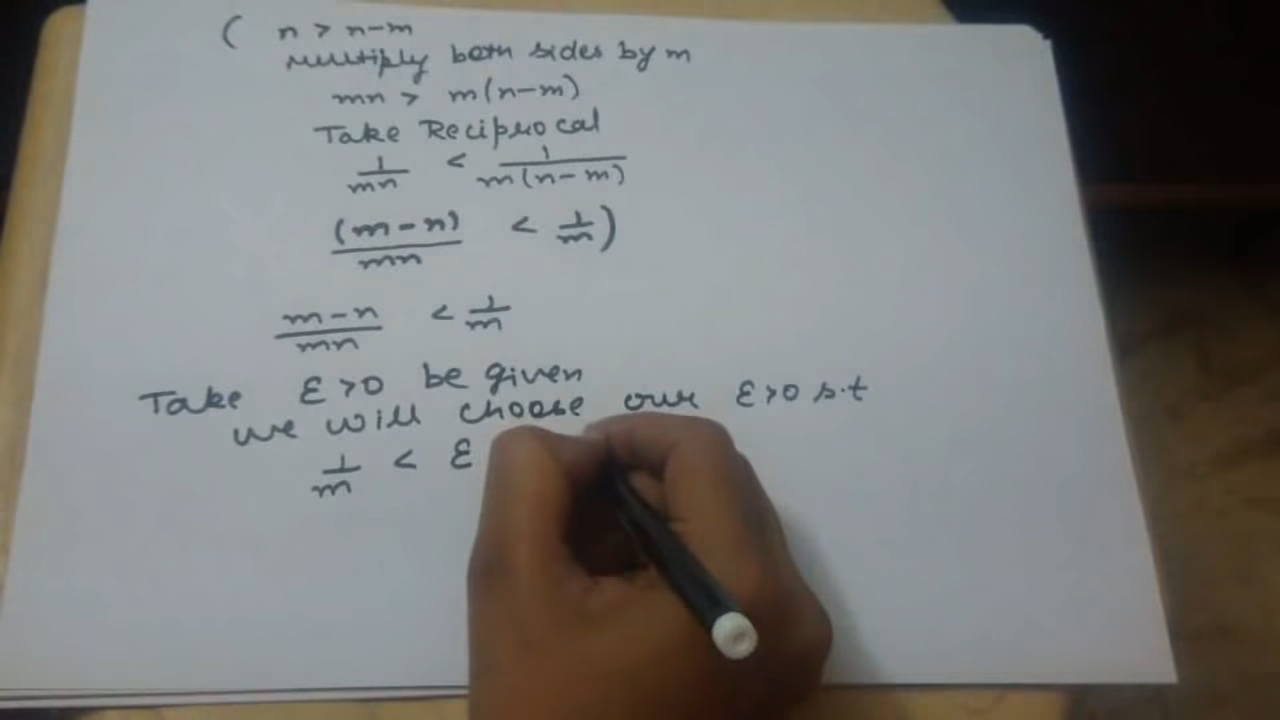 ( n > n-m
Multiply both sides by m
mn > m(n-m)
Take Reciprocal
1/mn < 1/m(n-m)
(m-n)/mn < 1/m)
m-n/mn < 1/m
Take ε>0 be given
we will choose our ε>0 s.t
1/m < ε